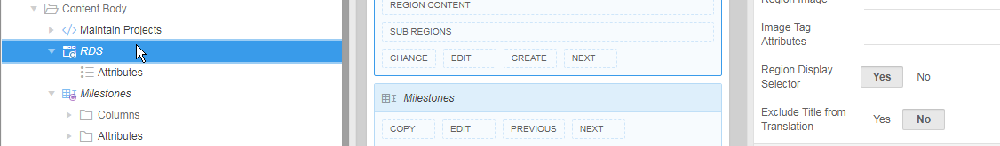 Content Body
Maintain Projects
RDS
Attributes
Milestones
Columns
Attributes
REGION CONTENT
SUB REGIONS
CHANGE EDIT CREATE NEXT
Milestones
COPY EDIT PREVIOUS NEXT
Region Image
Image Tag
Attributes
Region Display
Selector
Yes No
Exclude Title from
Translation
Yes No